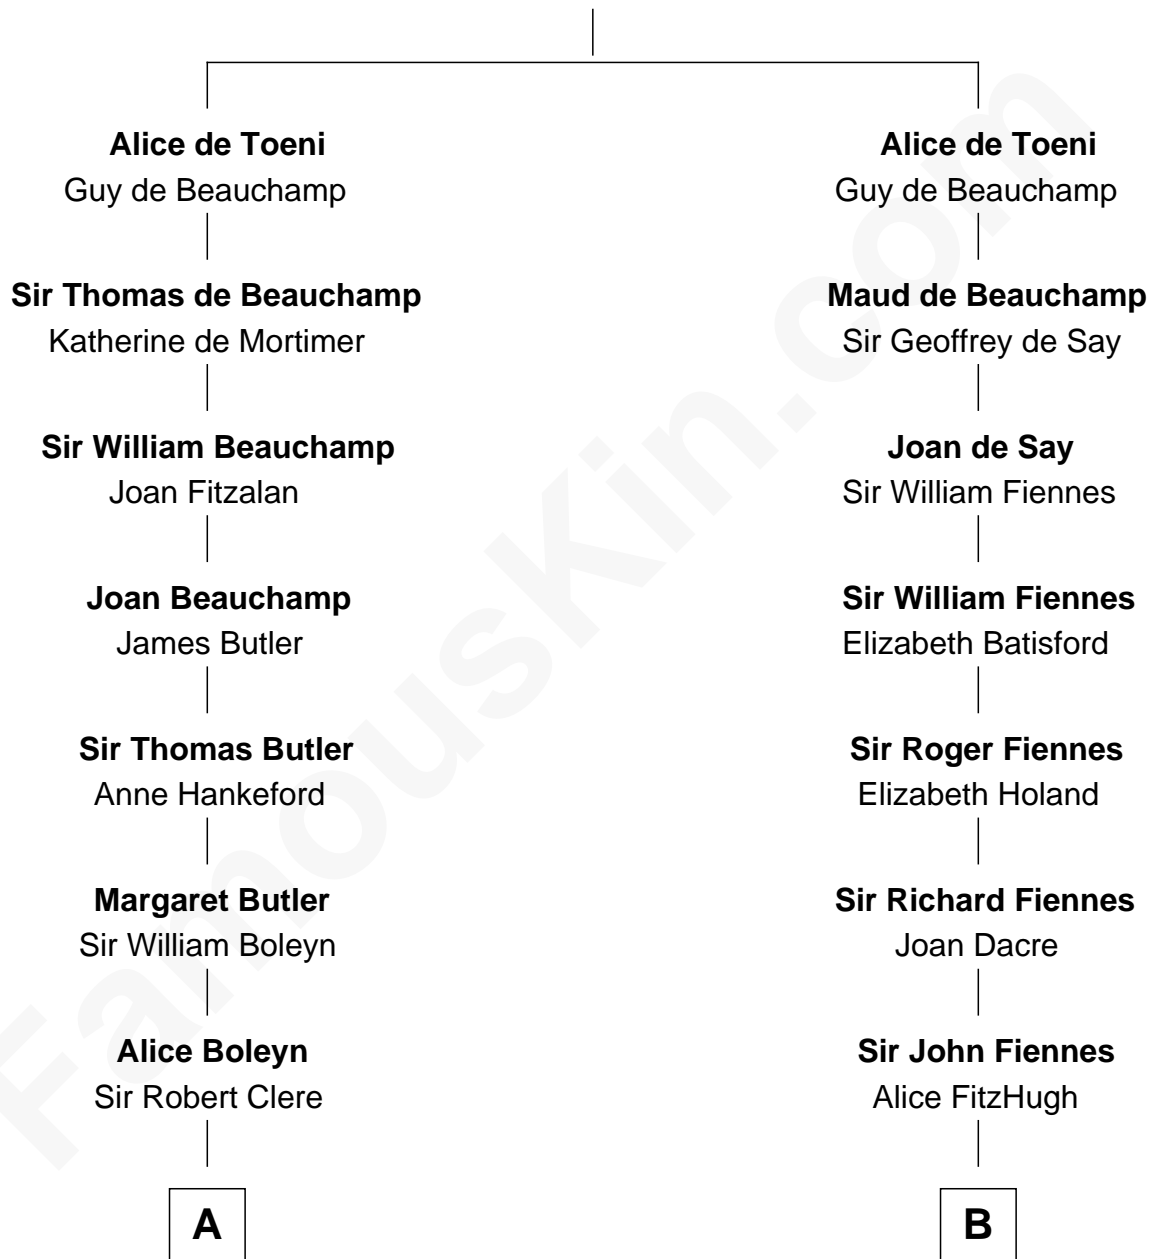 Alice de Toeni
Guy de Beauchamp
Sir Thomas de Beauchamp
Katherine de Mortimer
Sir William Beauchamp
Joan Fitzalan
Joan Beauchamp
James Butler
Sir Thomas Butler
Anne Hankeford
Margaret Butler
Sir William Boleyn
Alice Boleyn
Sir Robert Clere
A
Alice de Toeni
Guy de Beauchamp
Maud de Beauchamp
Sir Geoffrey de Say
Joan de Say
Sir William Fiennes
Sir William Fiennes
Elizabeth Batisford
Sir Roger Fiennes
Elizabeth Holand
Sir Richard Fiennes
Joan Dacre
Sir John Fiennes
Alice FitzHugh
B
FamousKin.com